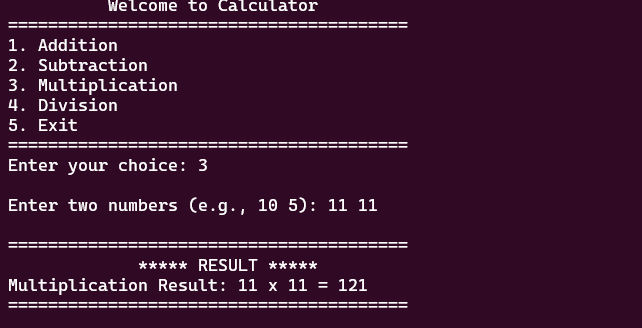 Welcome to Calculator
========================================
1. Addition
2. Subtraction
3. Multiplication
4. Division
5. Exit
========================================
Enter your choice: 3
Enter two numbers (e.g., 10 5): 11 11
========================================
***** RESULT *****
Multiplication Result: 11 x 11 = 121
========================================